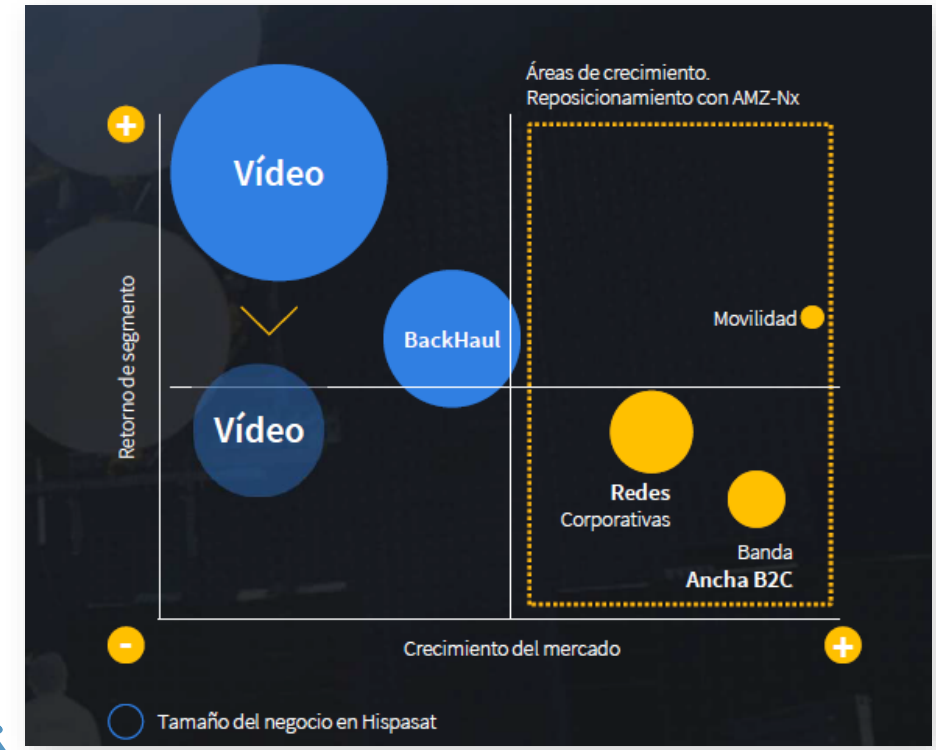 Áreas de crecimiento.
Reposicionamiento con AMZ-Nx
+
Vídeo
BackHaul
Movilidad
Retorno de segmento
Vídeo
Redes
Corporativas
Banda
Ancha B2C
-
Crecimiento del mercado
+
Tamaño del negocio en Hispasat